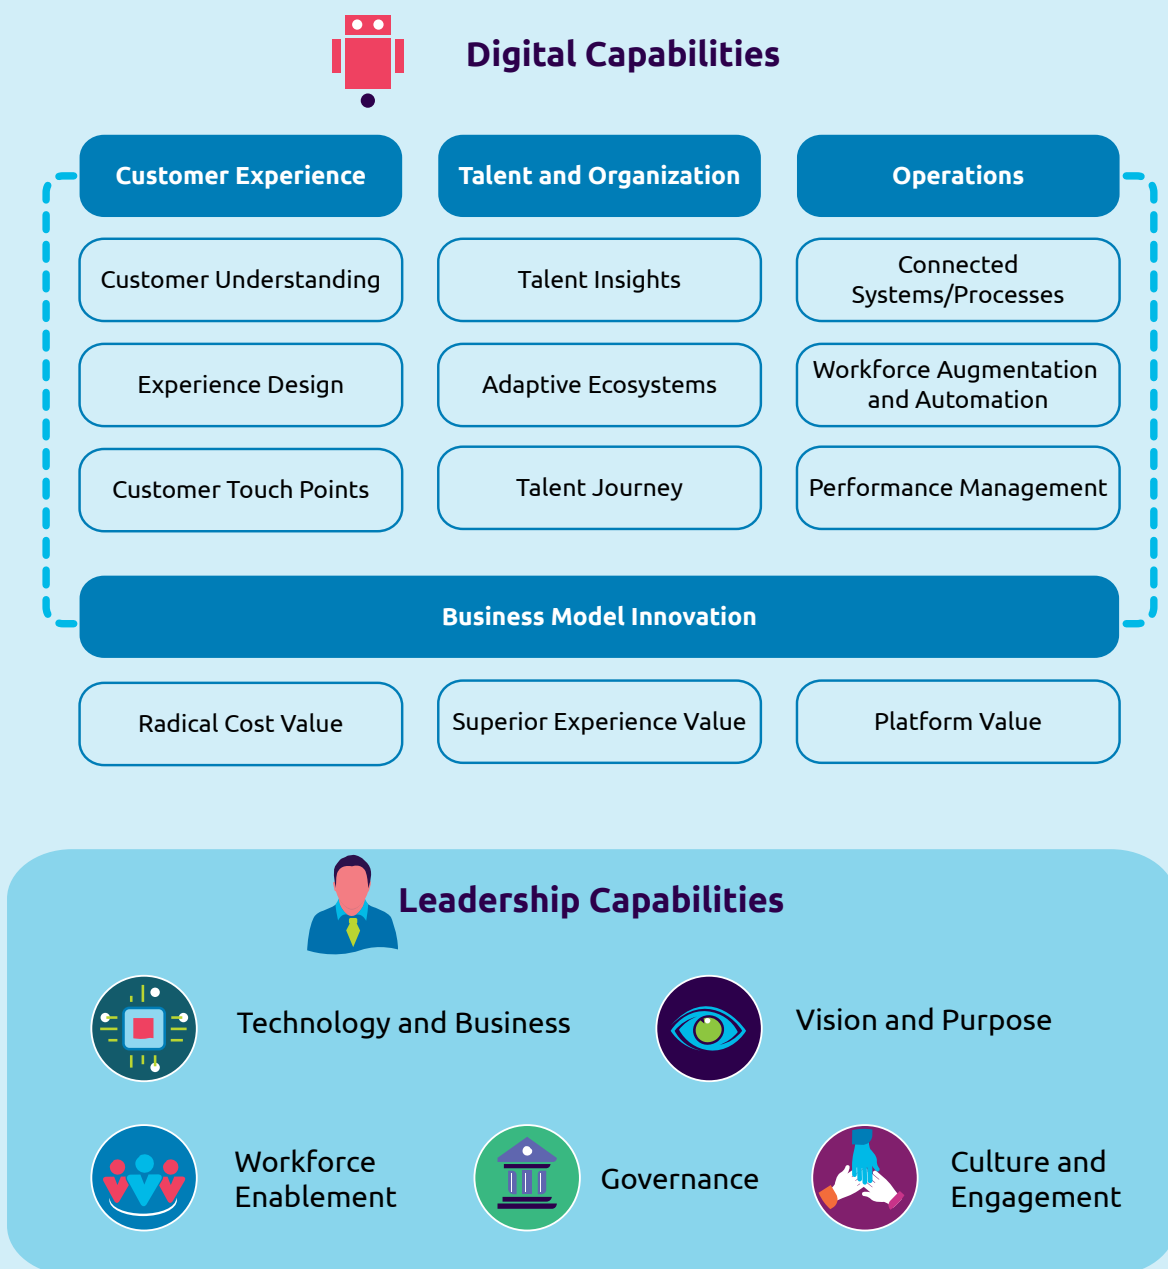 Digital Capabilities
Customer Experience
Talent and Organization
Operations
Customer Understanding
Talent Insights
Connected
Systems/Processes
Experience Design
Adaptive Ecosystems
Workforce Augmentation
and Automation
Customer Touch Points
Talent Journey
Performance Management
Business Model Innovation
Radical Cost Value
Superior Experience Value
Platform Value
Leadership Capabilities
Technology and Business
Vision and Purpose
Workforce
Enablement
Governance
Culture and
Engagement